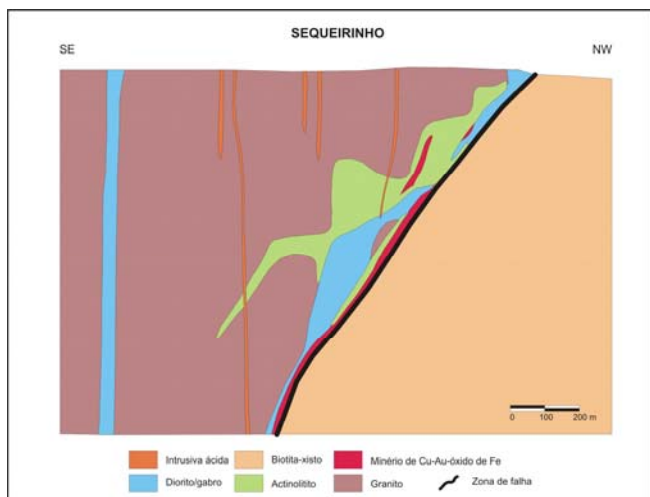 SEQUEIRINHO
SE NW
0 100 200 m
Intrusiva ácida Biotita-xisto Minério de Cu-Au-óxido de Fe
Diorito/gabro Actinolitito Granito Zona de falha